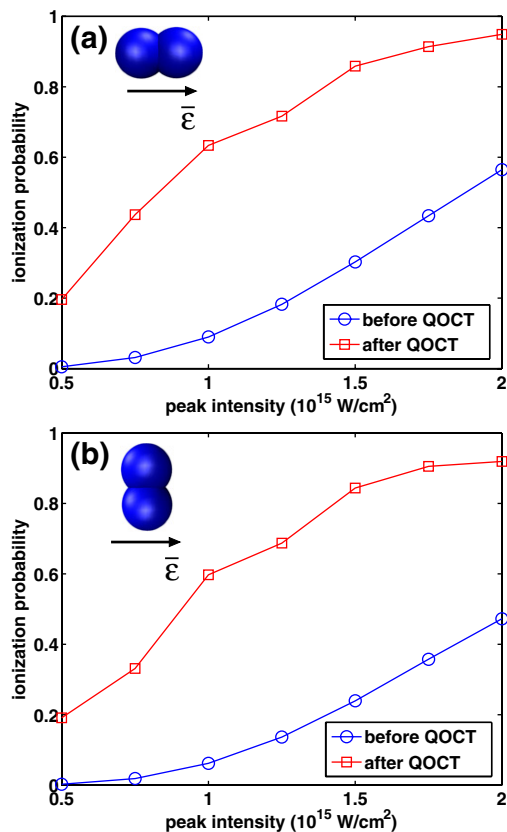 (a)
ε̄
1
0.8
0.6
0.4
0.2
0
ionization probability
before QOCT
after QOCT
0.5 1 1.5 2
peak intensity (10¹⁵ W/cm²)
(b)
ε̄
1
0.8
0.6
0.4
0.2
0
ionization probability
before QOCT
after QOCT
0.5 1 1.5 2
peak intensity (10¹⁵ W/cm²)